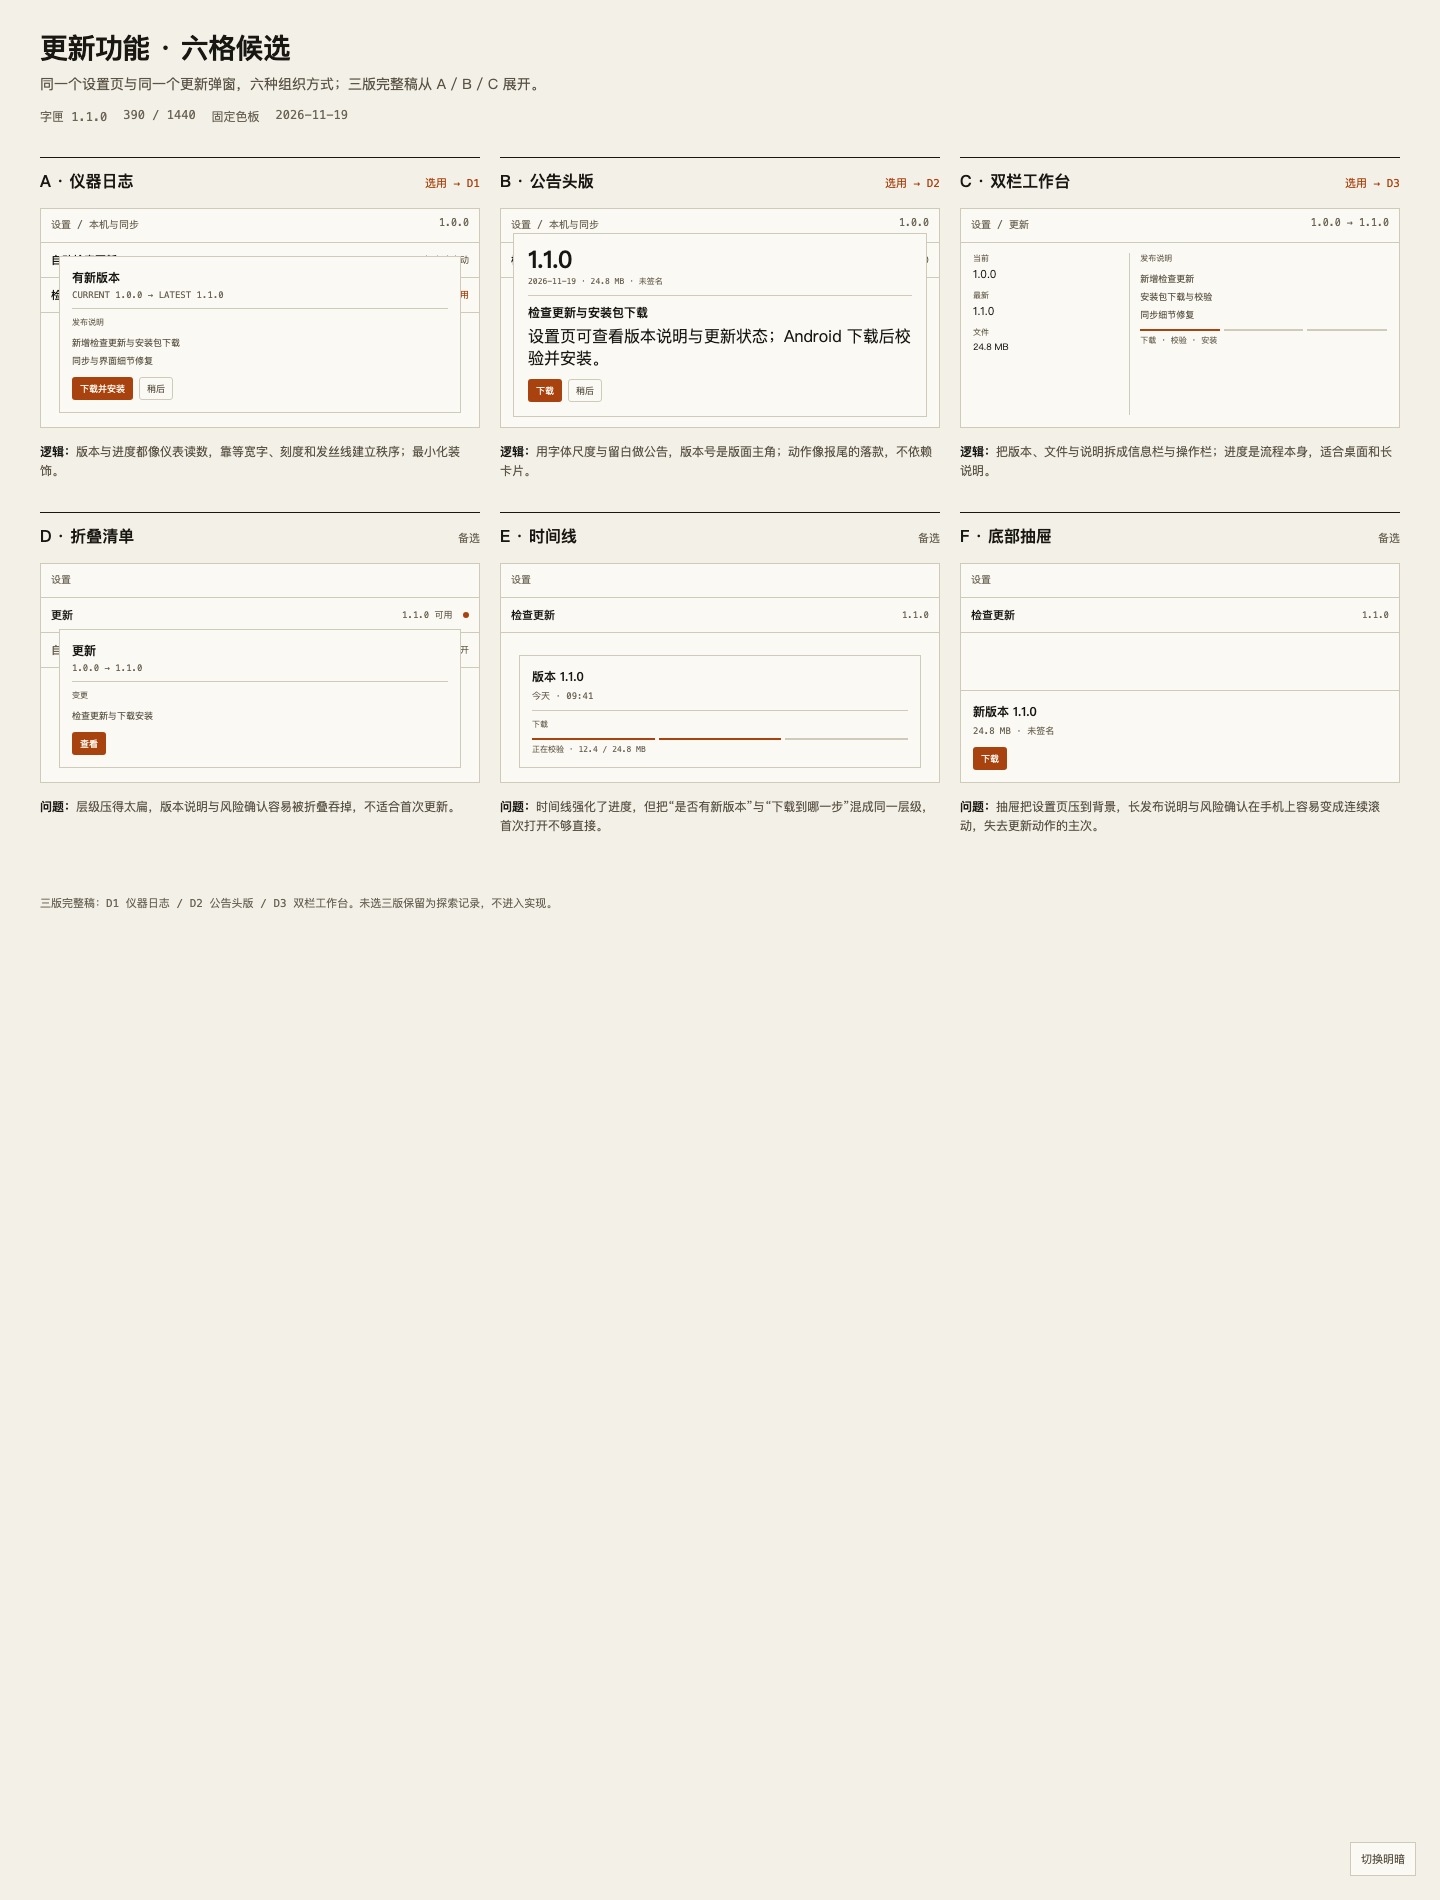 更新功能 · 六格候选
同一个设置页与同一个更新弹窗，六种组织方式；三版完整稿从 A / B / C 展开。
字匣 1.1.0 390 / 1440 固定色板 2026-11-19
A · 仪器日志 选用 → D1
设置 / 本机与同步 1.0.0
有新版本
CURRENT 1.0.0 → LATEST 1.1.0
发布说明
新增检查更新与安装包下载
同步与界面细节修复
下载并安装 稍后
逻辑：版本与进度都像仪表读数，靠等宽字、刻度和发丝线建立秩序；最小化装
饰。
B · 公告头版 选用 → D2
设置 / 本机与同步 1.0.0
1.1.0
2026-11-19 · 24.8 MB · 未签名
检查更新与安装包下载
设置页可查看版本说明与更新状态；Android 下载后校
验并安装。
下载 稍后
逻辑：用字体尺度与留白做公告，版本号是版面主角；动作像报尾的落款，不依赖
卡片。
C · 双栏工作台 选用 → D3
设置 / 更新 1.0.0 → 1.1.0
当前
1.0.0
最新
1.1.0
文件
24.8 MB
发布说明
新增检查更新
安装包下载与校验
同步细节修复
下载 · 校验 · 安装
逻辑：把版本、文件与说明拆成信息栏与操作栏；进度是流程本身，适合桌面和长
说明。
D · 折叠清单 备选
设置
更新 1.1.0 可用
更新
1.0.0 → 1.1.0
变更
检查更新与下载安装
查看
问题：层级压得太扁，版本说明与风险确认容易被折叠吞掉，不适合首次更新。
E · 时间线 备选
设置
检查更新 1.1.0
版本 1.1.0
今天 · 09:41
下载
正在校验 · 12.4 / 24.8 MB
问题：时间线强化了进度，但把“是否有新版本”与“下载到哪一步”混成同一层级，
首次打开不够直接。
F · 底部抽屉 备选
设置
检查更新 1.1.0
新版本 1.1.0
24.8 MB · 未签名
下载
问题：抽屉把设置页压到背景，长发布说明与风险确认在手机上容易变成连续滚
动，失去更新动作的主次。
三版完整稿：D1 仪器日志 / D2 公告头版 / D3 双栏工作台。未选三版保留为探索记录，不进入实现。
切换明暗